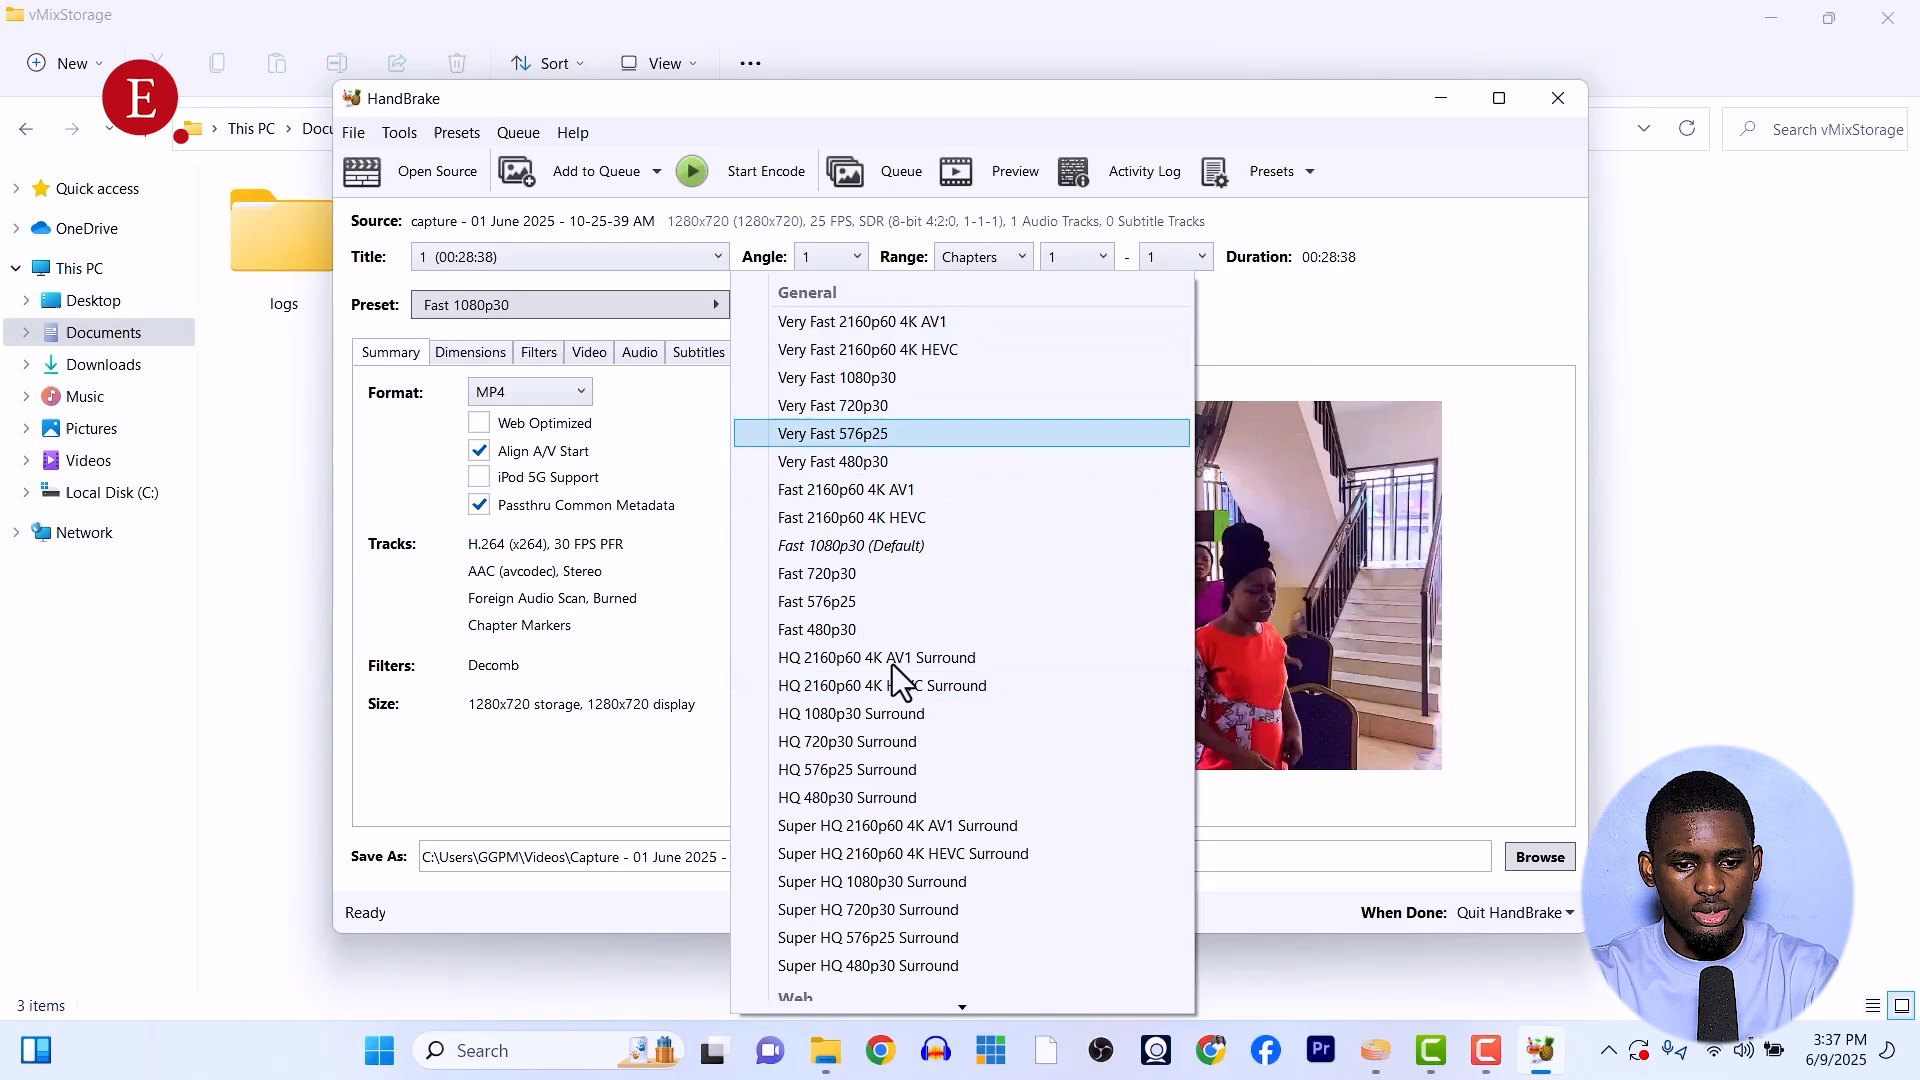 vMixStorage
New
Sort
View
E
This PC
Docu
Search vMixStorage
HandBrake
File
Tools
Presets
Queue
Help
Open Source
Add to Queue
Start Encode
Queue
Preview
Activity Log
Presets
Source: capture - 01 June 2025 - 10-25-39 AM 1280x720 (1280x720), 25 FPS, SDR (8-bit 4:2:0, 1-1-1), 1 Audio Tracks, 0 Subtitle Tracks
Title: 1 (00:28:38)
Angle: 1
Range: Chapters 1 - 1
Duration: 00:28:38
Preset: Fast 1080p30
Summary
Dimensions
Filters
Video
Audio
Subtitles
Format: MP4
Web Optimized
Align A/V Start
iPod 5G Support
Passthru Common Metadata
Tracks: H.264 (x264), 30 FPS PFR
AAC (avcodec), Stereo
Foreign Audio Scan, Burned
Chapter Markers
Filters: Decomb
Size: 1280x720 storage, 1280x720 display
Save As: C:\Users\GGPM\Videos\Capture - 01 June 2025 -
Browse
Ready
When Done: Quit HandBrake
General
Very Fast 2160p60 4K AV1
Very Fast 2160p60 4K HEVC
Very Fast 1080p30
Very Fast 720p30
Very Fast 576p25
Very Fast 480p30
Fast 2160p60 4K AV1
Fast 2160p60 4K HEVC
Fast 1080p30 (Default)
Fast 720p30
Fast 576p25
Fast 480p30
HQ 2160p60 4K AV1 Surround
HQ 2160p60 4K HEVC Surround
HQ 1080p30 Surround
HQ 720p30 Surround
HQ 576p25 Surround
HQ 480p30 Surround
Super HQ 2160p60 4K AV1 Surround
Super HQ 2160p60 4K HEVC Surround
Super HQ 1080p30 Surround
Super HQ 720p30 Surround
Super HQ 576p25 Surround
Super HQ 480p30 Surround
Web
Quick access
OneDrive
This PC
Desktop
Documents
Downloads
Music
Pictures
Videos
Local Disk (C:)
Network
logs
3 items
Search
Pr
3:37 PM
6/9/2025